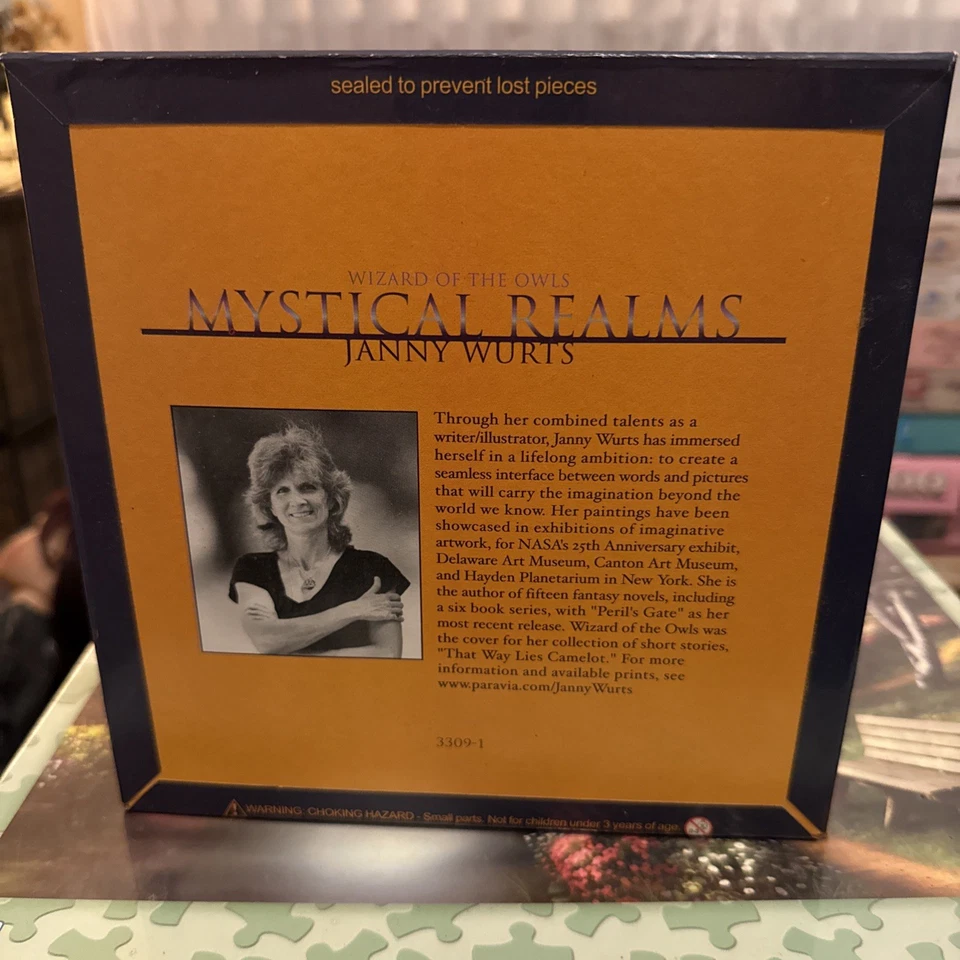 sealed to prevent lost pieces
WIZARD OF THE OWLS
MYSTICAL REALMS
JANNY WURTS
Through her combined talents as a
writer/illustrator, Janny Wurts has immersed
herself in a lifelong ambition: to create a
seamless interface between words and pictures
that will carry the imagination beyond the
world we know. Her paintings have been
showcased in exhibitions of imaginative
artwork, for NASA's 25th Anniversary exhibit,
Delaware Art Museum, Canton Art Museum,
and Hayden Planetarium in New York. She is
the author of fifteen fantasy novels, including
a six book series, with "Peril's Gate" as her
most recent release. Wizard of the Owls was
the cover for her collection of short stories,
"That Way Lies Camelot." For more
information and available prints, see
www.paravia.com/JannyWurts
3309-1
WARNING: CHOKING HAZARD - Small parts. Not for children under 3 years of age.